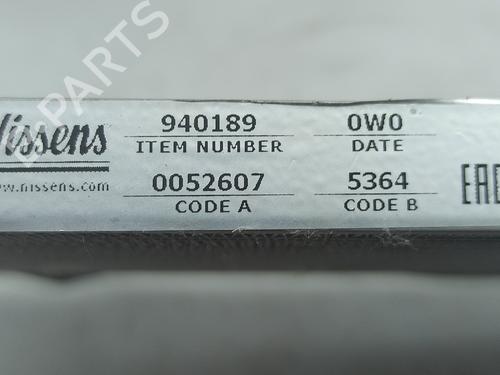 B-PARTS
Nissens
www.nissens.com
940189
ITEM NUMBER
0W0
DATE
0052607
CODE A
5364
CODE B
EAC